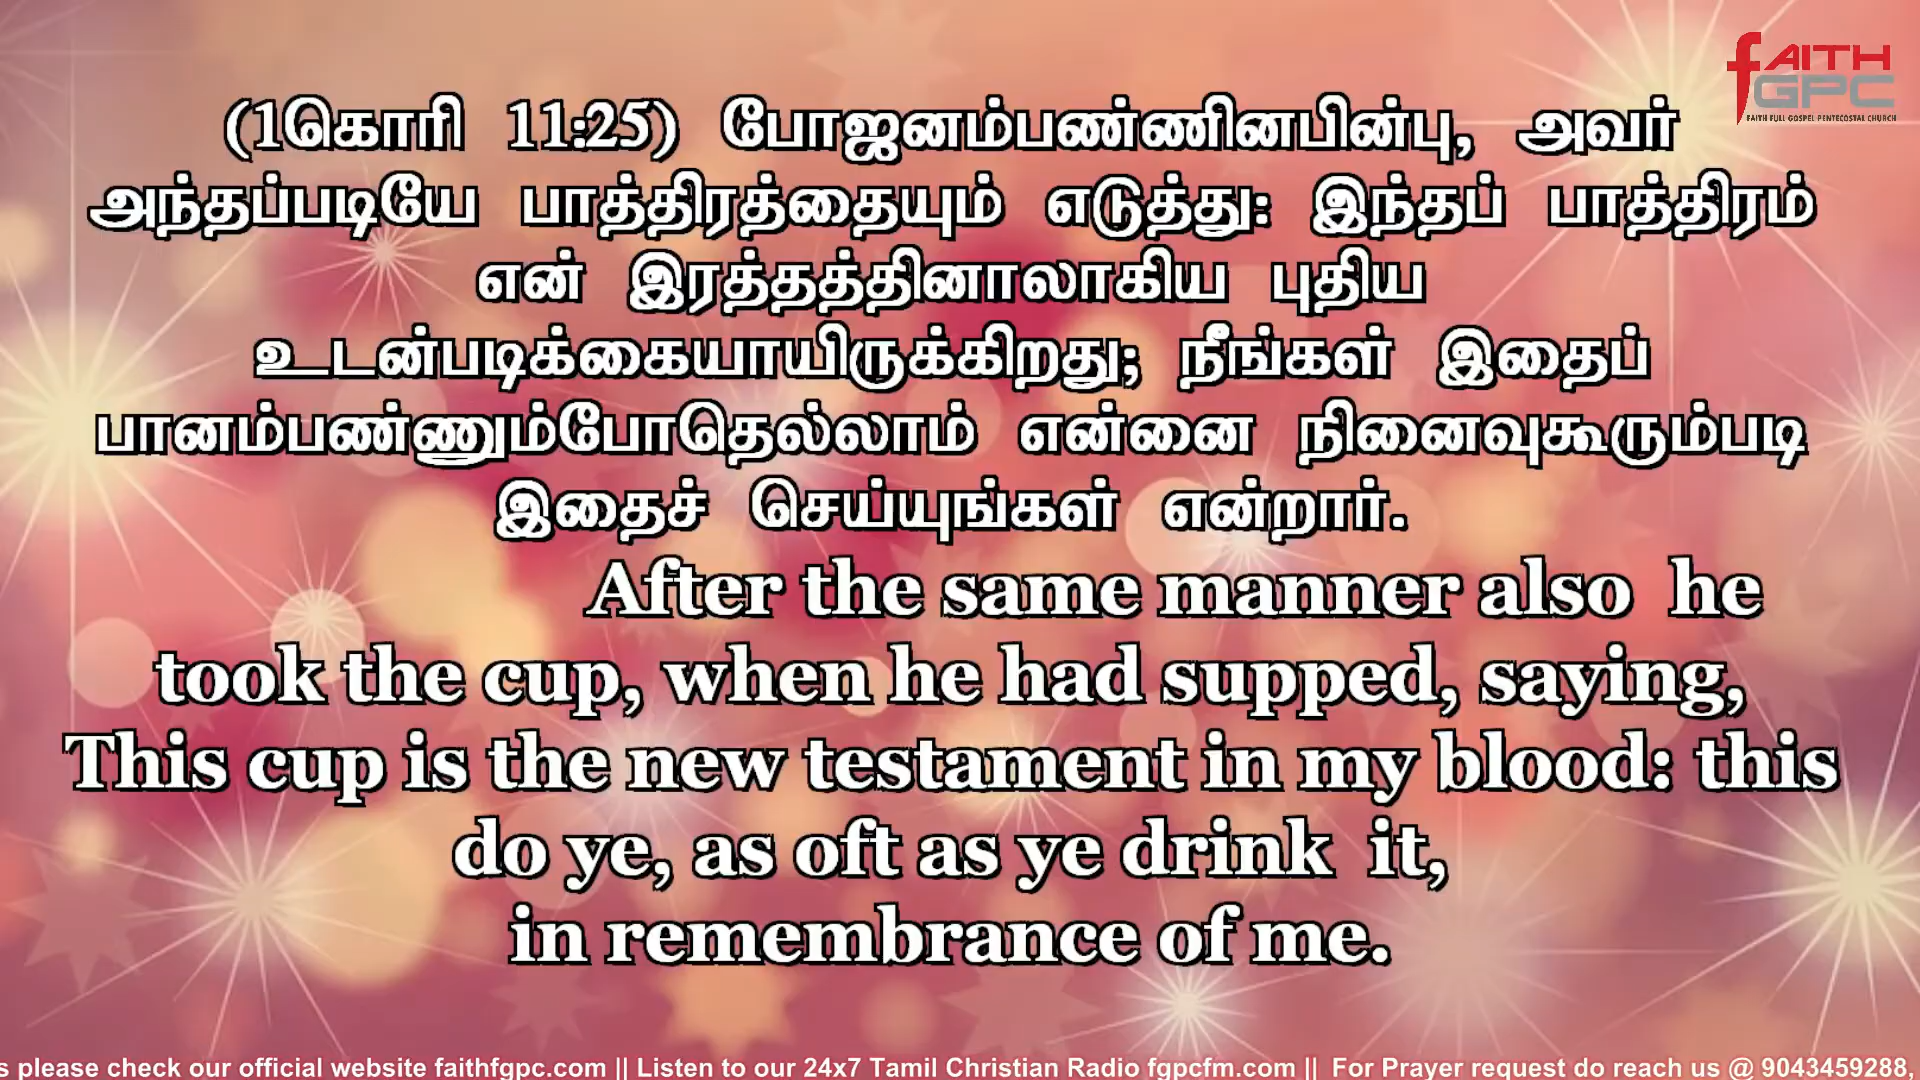 fAITH
GPC
FAITH FULL GOSPEL PENTECOSTAL CHURCH
(1கொரி 11:25) போஜனம்பண்ணினபின்பு, அவர்
அந்தப்படியே பாத்திரத்தையும் எடுத்து: இந்தப் பாத்திரம்
என் இரத்தத்தினாலாகிய புதிய
உடன்படிக்கையாயிருக்கிறது; நீங்கள் இதைப்
பானம்பண்ணும்போதெல்லாம் என்னை நினைவுகூரும்படி
இதைச் செய்யுங்கள் என்றார்.
After the same manner also he
took the cup, when he had supped, saying,
This cup is the new testament in my blood: this
do ye, as oft as ye drink it,
in remembrance of me.
s please check our official website faithfgpc.com || Listen to our 24x7 Tamil Christian Radio fgpcfm.com || For Prayer request do reach us @ 9043459288,